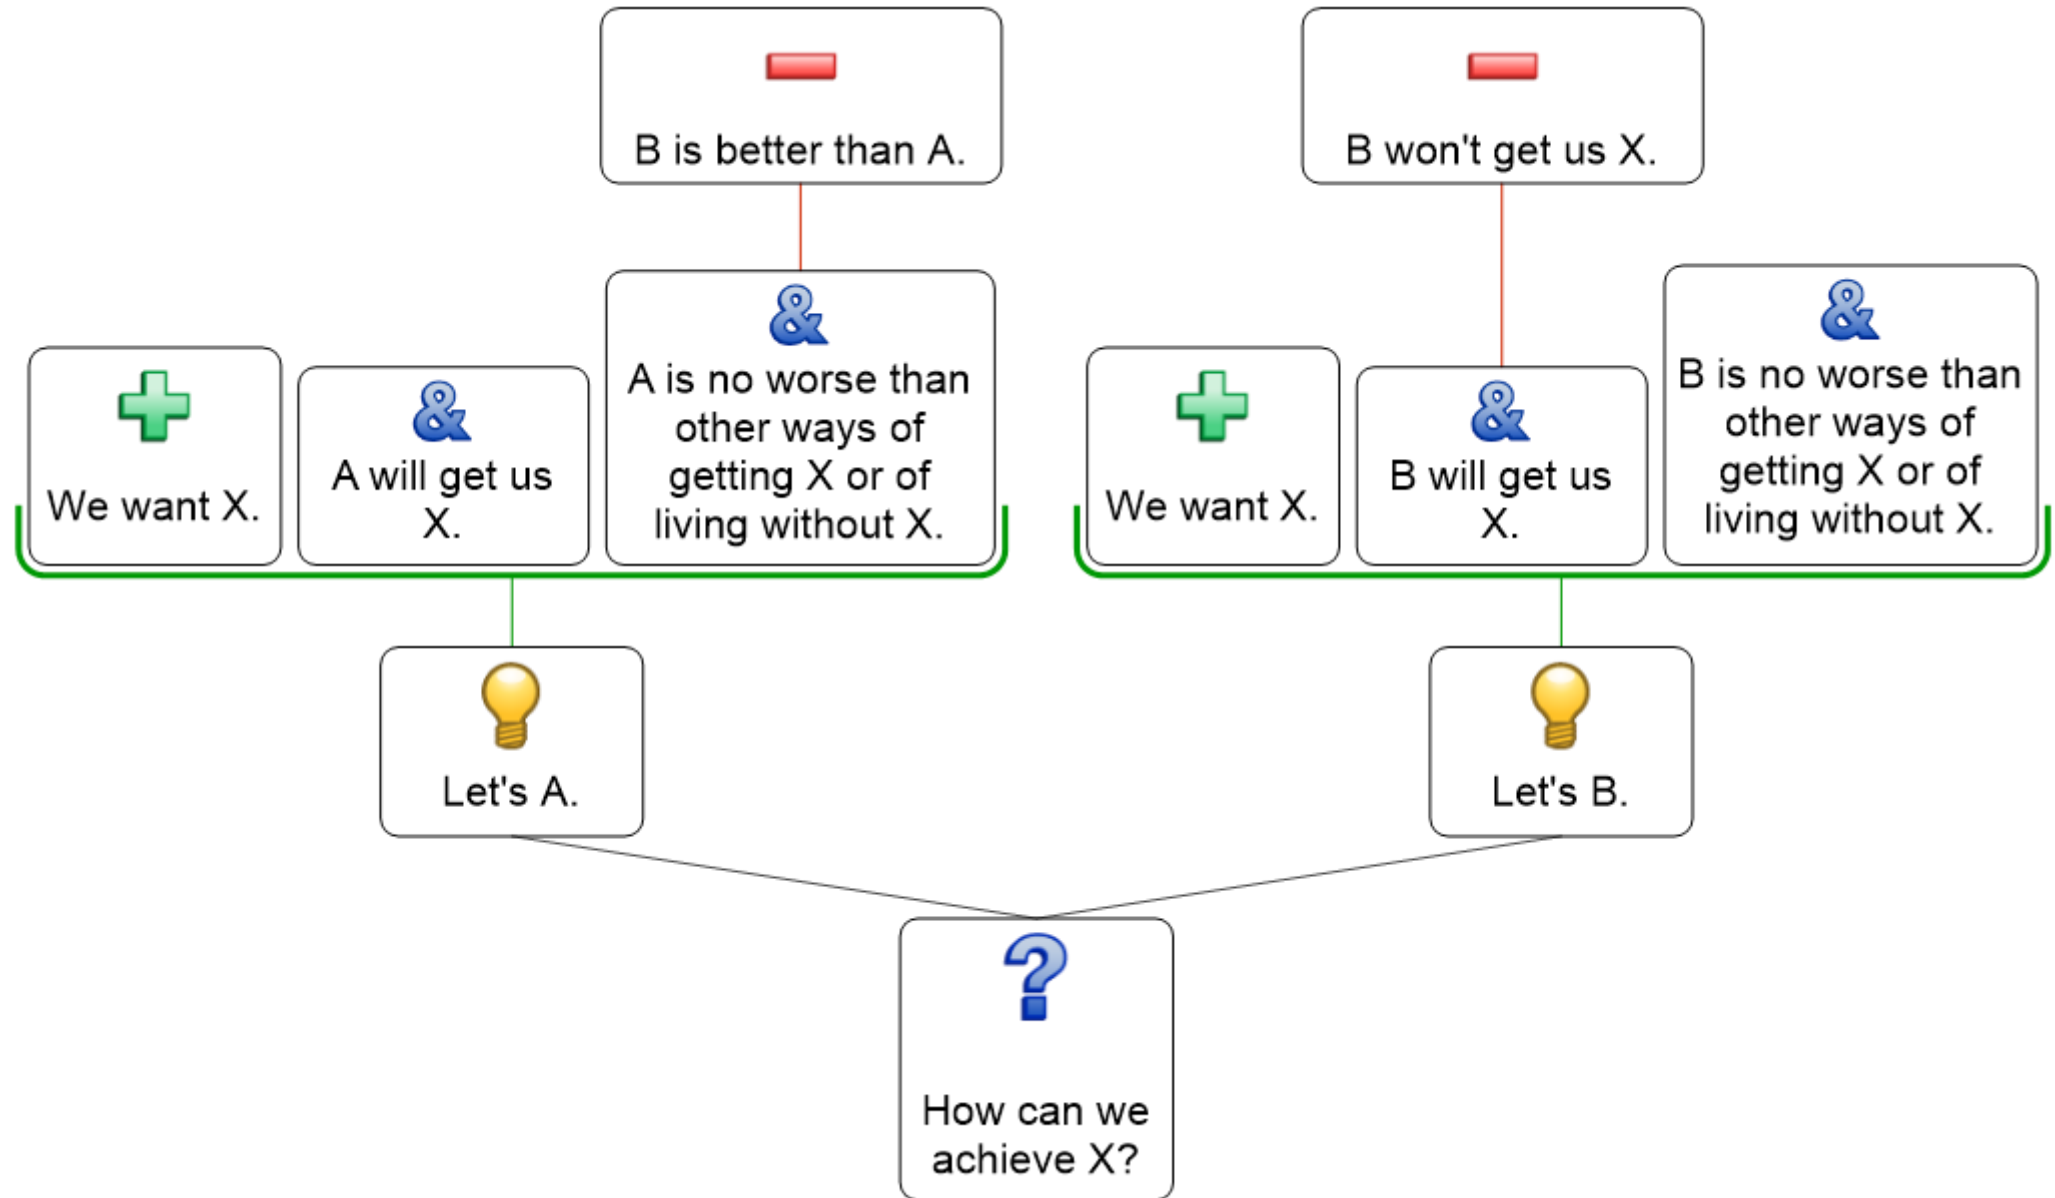 B is better than A.
B won't get us X.
We want X.
A will get us
X.
&
A is no worse than
other ways of
getting X or of
living without X.
&
We want X.
B will get us
X.
&
B is no worse than
other ways of
getting X or of
living without X.
&
Let's A.
Let's B.
?
How can we
achieve X?